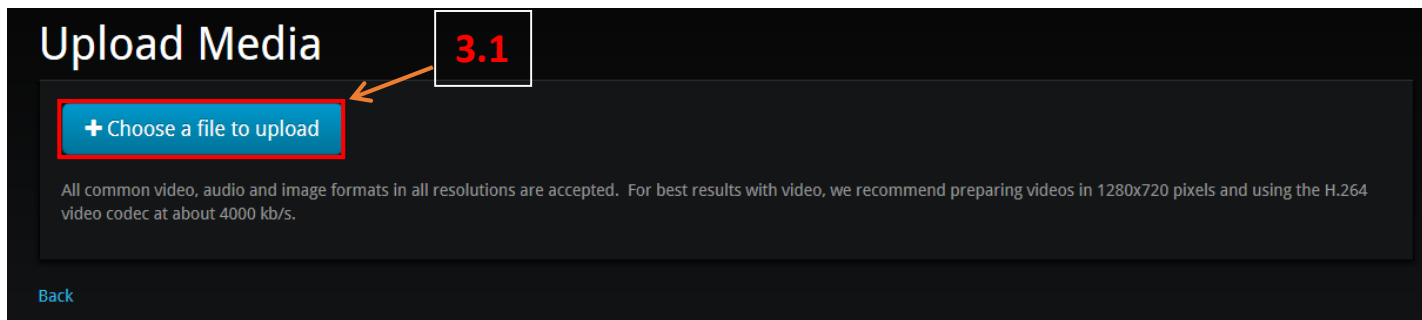 Upload Media
3.1
+ Choose a file to upload
All common video, audio and image formats in all resolutions are accepted.  For best results with video, we recommend preparing videos in 1280x720 pixels and using the H.264
video codec at about 4000 kb/s.
Back